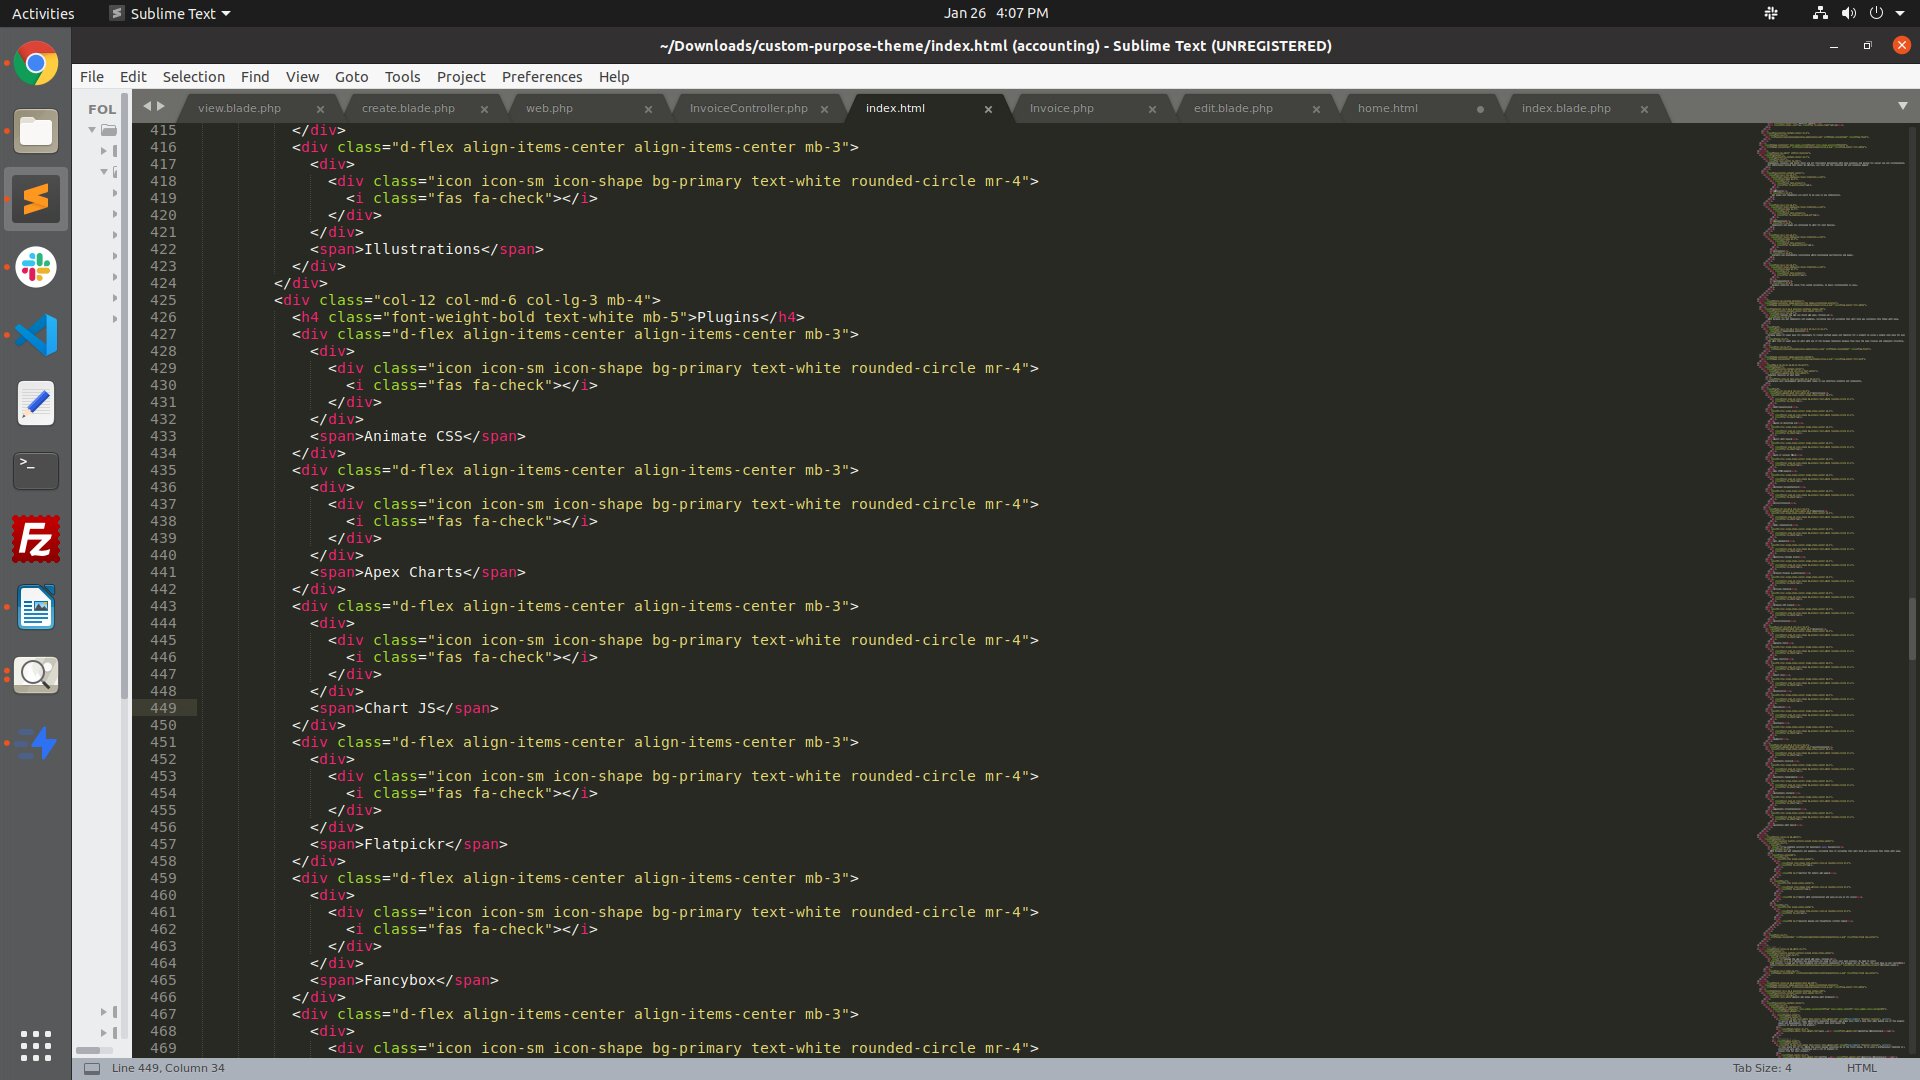 Activities
Sublime Text
Jan 26 4:07 PM
~/Downloads/custom-purpose-theme/index.html (accounting) - Sublime Text (UNREGISTERED)
File Edit Selection Find View Goto Tools Project Preferences Help
FOL
view.blade.php
create.blade.php
web.php
InvoiceController.php
index.html
Invoice.php
edit.blade.php
home.html
index.blade.php
415 </div>
416 <div class="d-flex align-items-center align-items-center mb-3">
417 <div>
418 <div class="icon icon-sm icon-shape bg-primary text-white rounded-circle mr-4">
419 <i class="fas fa-check"></i>
420 </div>
421 </div>
422 <span>Illustrations</span>
423 </div>
424 </div>
425 <div class="col-12 col-md-6 col-lg-3 mb-4">
426 <h4 class="font-weight-bold text-white mb-5">Plugins</h4>
427 <div class="d-flex align-items-center align-items-center mb-3">
428 <div>
429 <div class="icon icon-sm icon-shape bg-primary text-white rounded-circle mr-4">
430 <i class="fas fa-check"></i>
431 </div>
432 </div>
433 <span>Animate CSS</span>
434 </div>
435 <div class="d-flex align-items-center align-items-center mb-3">
436 <div>
437 <div class="icon icon-sm icon-shape bg-primary text-white rounded-circle mr-4">
438 <i class="fas fa-check"></i>
439 </div>
440 </div>
441 <span>Apex Charts</span>
442 </div>
443 <div class="d-flex align-items-center align-items-center mb-3">
444 <div>
445 <div class="icon icon-sm icon-shape bg-primary text-white rounded-circle mr-4">
446 <i class="fas fa-check"></i>
447 </div>
448 </div>
449 <span>Chart JS</span>
450 </div>
451 <div class="d-flex align-items-center align-items-center mb-3">
452 <div>
453 <div class="icon icon-sm icon-shape bg-primary text-white rounded-circle mr-4">
454 <i class="fas fa-check"></i>
455 </div>
456 </div>
457 <span>Flatpickr</span>
458 </div>
459 <div class="d-flex align-items-center align-items-center mb-3">
460 <div>
461 <div class="icon icon-sm icon-shape bg-primary text-white rounded-circle mr-4">
462 <i class="fas fa-check"></i>
463 </div>
464 </div>
465 <span>Fancybox</span>
466 </div>
467 <div class="d-flex align-items-center align-items-center mb-3">
468 <div>
469 <div class="icon icon-sm icon-shape bg-primary text-white rounded-circle mr-4">
Line 449, Column 34
Tab Size: 4
HTML